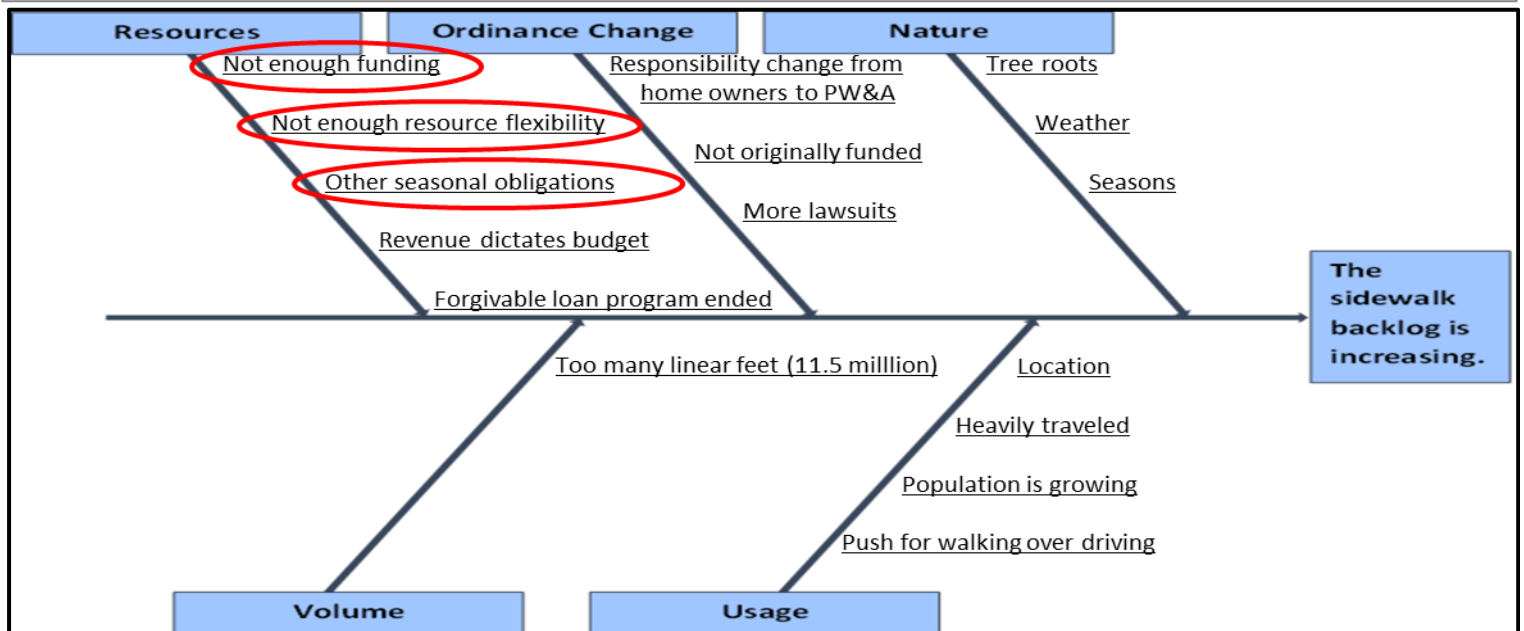 Resources
Ordinance Change
Nature
Not enough funding
Not enough resource flexibility
Other seasonal obligations
Revenue dictates budget
Forgivable loan program ended
Responsibility change from
home owners to PW&A
Not originally funded
More lawsuits
Tree roots
Weather
Seasons
The
sidewalk
backlog is
increasing.
Too many linear feet (11.5 milllion)
Location
Heavily traveled
Population is growing
Push for walking over driving
Volume
Usage